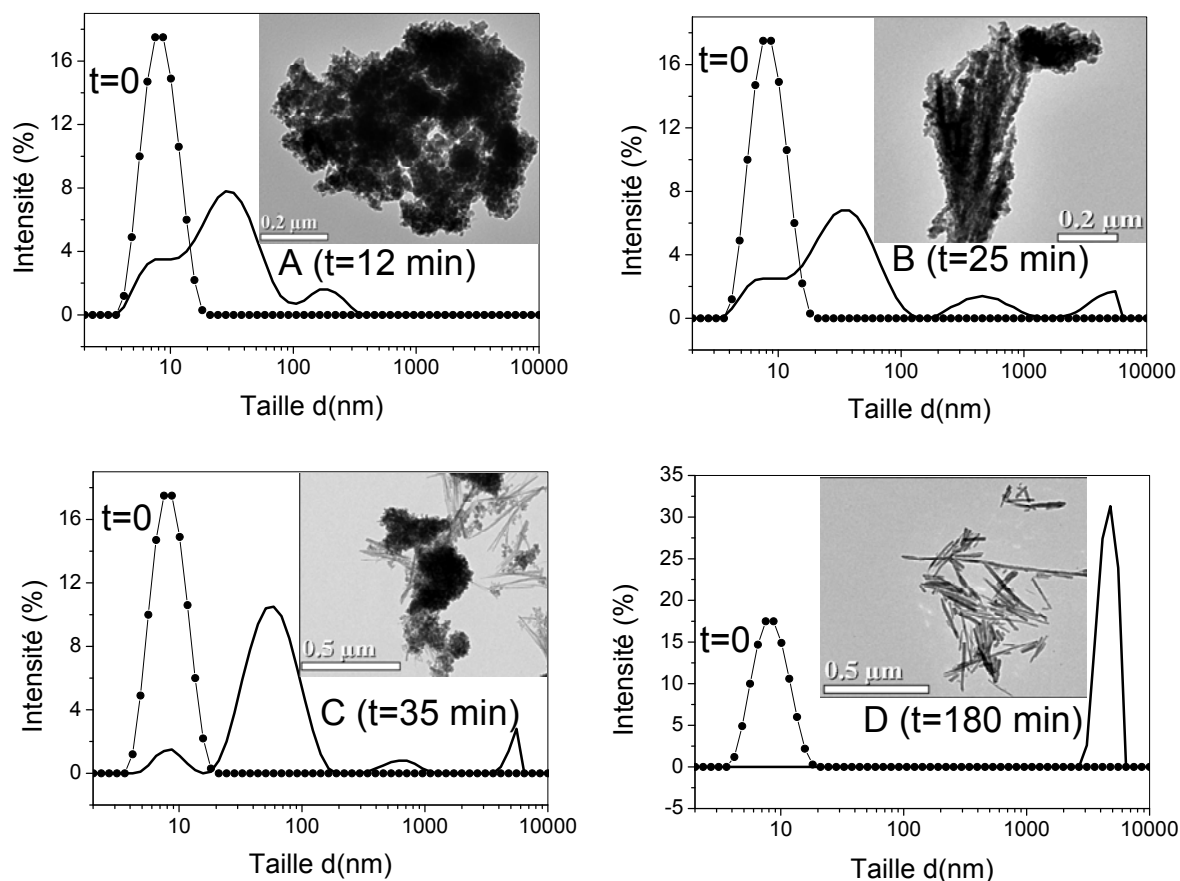 16
12
8
4
0
Intensité (%)
t=0
0.2 µm
A (t=12 min)
10 100 1000 10000
Taille d(nm)
16
12
8
4
0
Intensité (%)
t=0
0.2 µm
B (t=25 min)
10 100 1000 10000
Taille d(nm)
16
12
8
4
0
Intensité (%)
t=0
0.5 µm
C (t=35 min)
10 100 1000 10000
Taille d(nm)
35
30
25
20
15
10
5
0
-5
Intensité (%)
t=0
0.5 µm
D (t=180 min)
10 100 1000 10000
Taille d(nm)